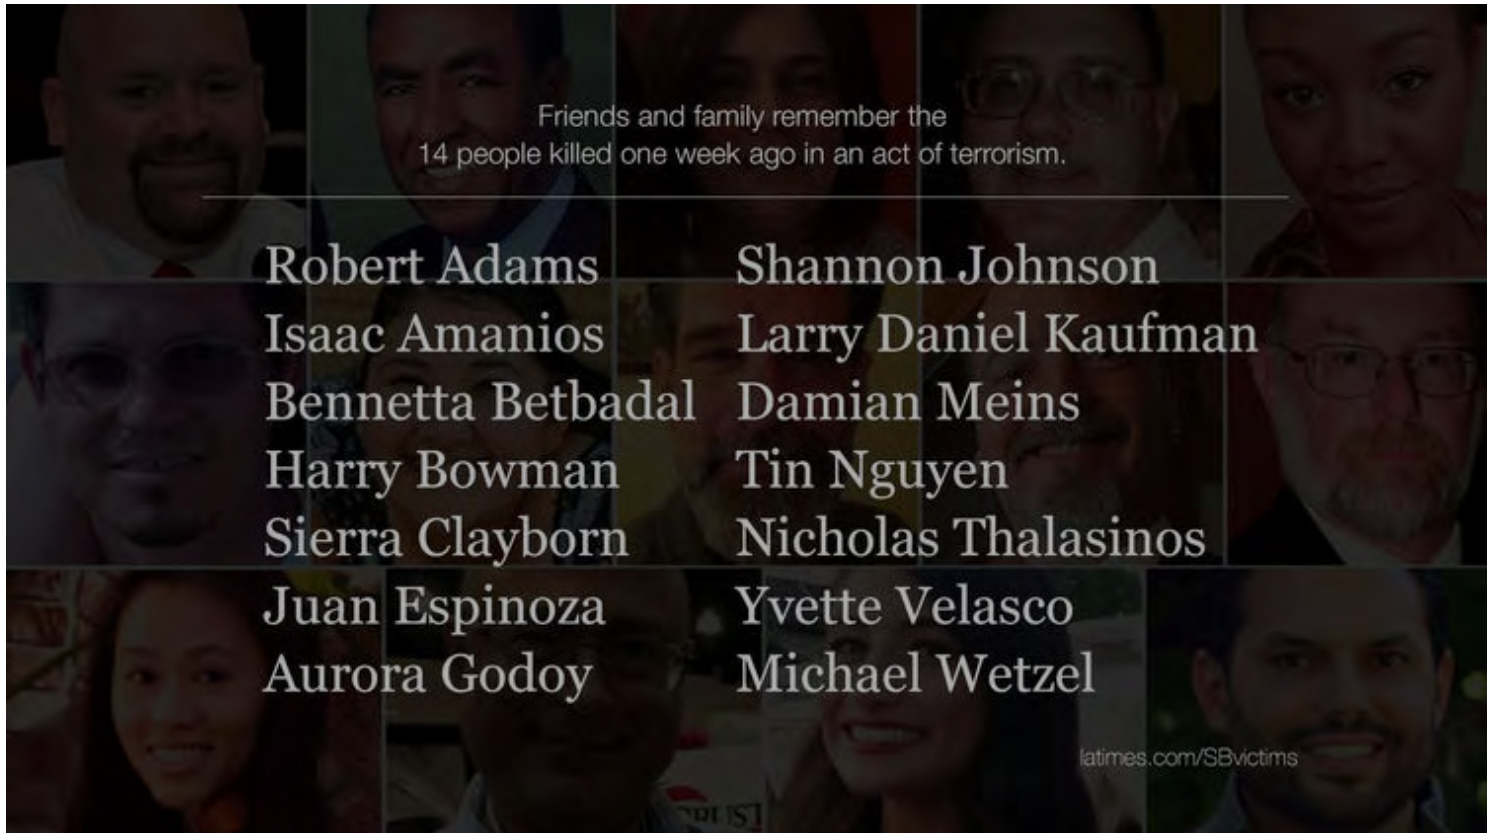 Friends and family remember the
14 people killed one week ago in an act of terrorism.
Robert Adams
Isaac Amanios
Bennetta Betbadal
Harry Bowman
Sierra Clayborn
Juan Espinoza
Aurora Godoy
Shannon Johnson
Larry Daniel Kaufman
Damian Meins
Tin Nguyen
Nicholas Thalasinos
Yvette Velasco
Michael Wetzel
latimes.com/SBvictims